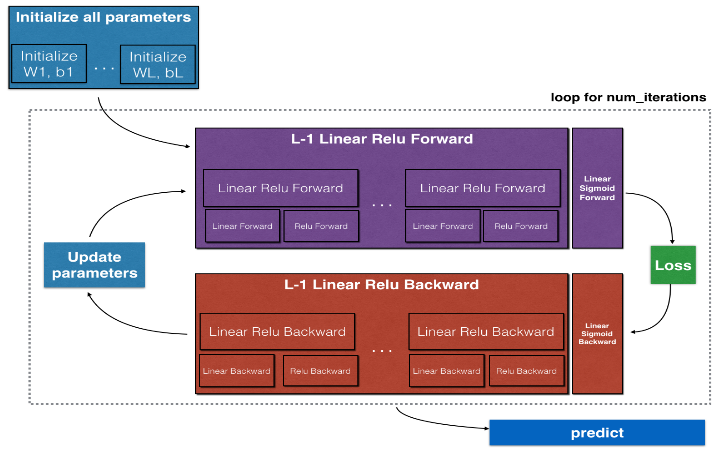 Initialize all parameters
Initialize
W1, b1
...
Initialize
WL, bL
loop for num_iterations
L-1 Linear Relu Forward
Linear Relu Forward
Linear Forward
Relu Forward
...
Linear Relu Forward
Linear Forward
Relu Forward
Linear
Sigmoid
Forward
Loss
Update
parameters
L-1 Linear Relu Backward
Linear Relu Backward
Linear Backward
Relu Backward
...
Linear Relu Backward
Linear Backward
Relu Backward
Linear
Sigmoid
Backward
predict